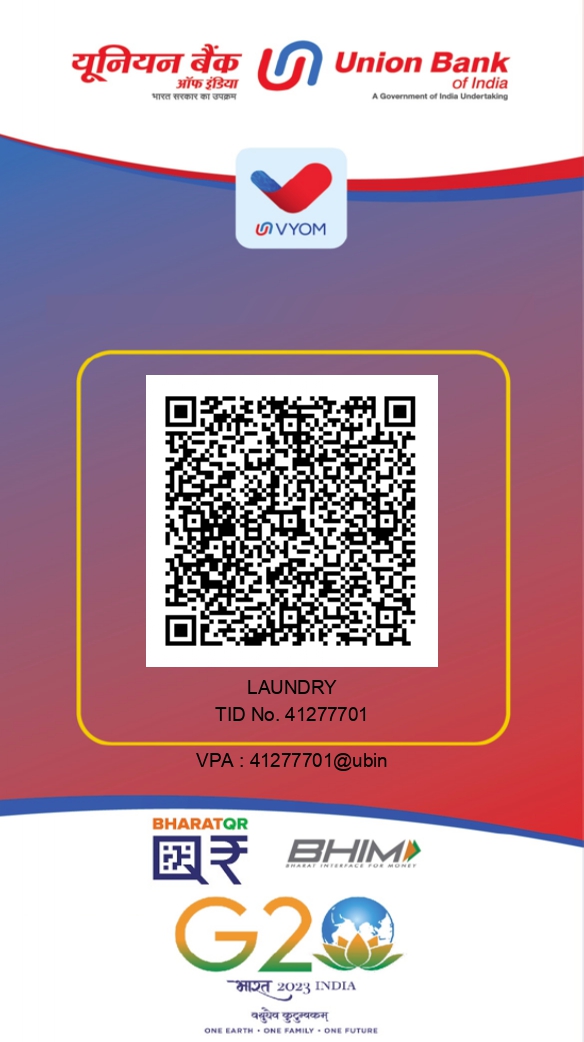 यूनियन बैंक
ऑफ इंडिया
भारत सरकार का उपक्रम
Union Bank
of India
A Government of India Undertaking
VYOM
LAUNDRY
TID No. 41277701
VPA : 41277701@ubin
BHARATQR
BHIM
BHARAT INTERFACE FOR MONEY
G20
भारत 2023 INDIA
वसुधैव कुटुम्बकम्
ONE EARTH • ONE FAMILY • ONE FUTURE